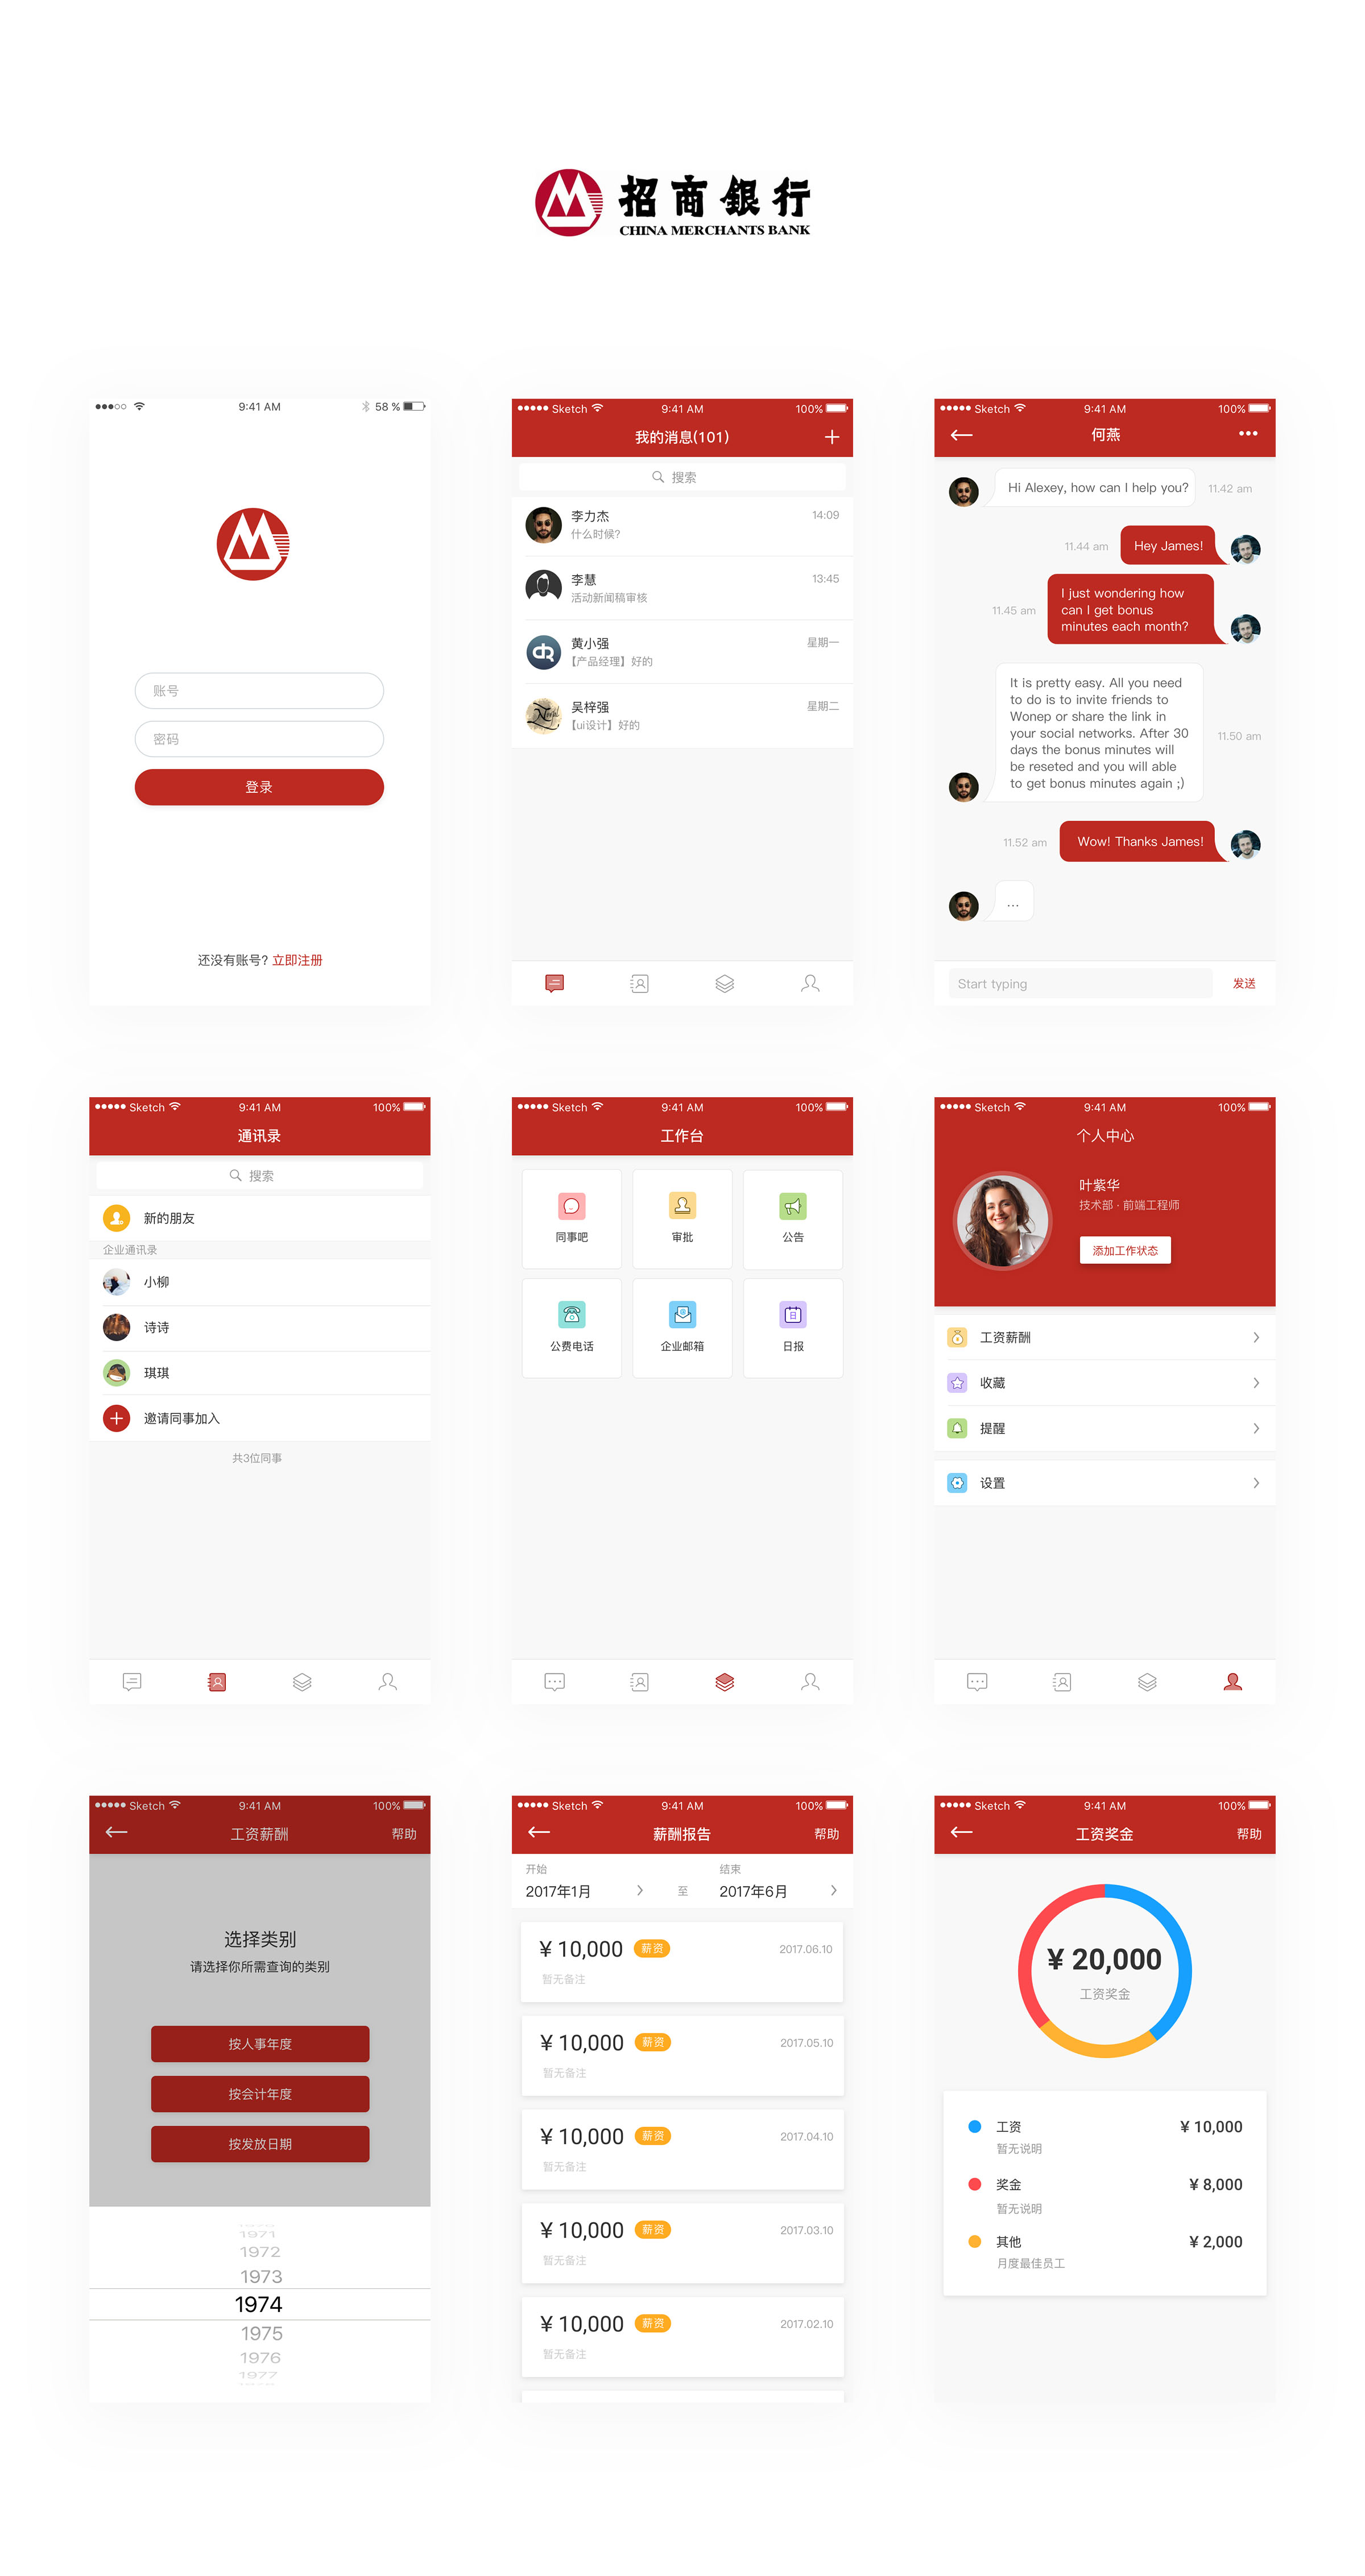 招商銀行
CHINA MERCHANTS BANK
9:41 AM
58 %
账号
密码
登录
还没有账号? 立即注册
Sketch
9:41 AM
100%
我的消息(101)
搜索
李力杰
14:09
什么时候?
李慧
13:45
活动新闻稿审核
黄小强
星期一
【产品经理】好的
吴梓强
星期二
【ui设计】好的
Sketch
9:41 AM
100%
何燕
Hi Alexey, how can I help you?
11.42 am
11.44 am
Hey James!
I just wondering how
can I get bonus
minutes each month?
11.45 am
It is pretty easy. All you need
to do is to invite friends to
Wonep or share the link in
your social networks. After 30
days the bonus minutes will
be reseted and you will able
to get bonus minutes again ;)
11.50 am
11.52 am
Wow! Thanks James!
...
Start typing
发送
Sketch
9:41 AM
100%
通讯录
搜索
新的朋友
企业通讯录
小柳
诗诗
琪琪
邀请同事加入
共3位同事
Sketch
9:41 AM
100%
工作台
同事吧
审批
公告
公费电话
企业邮箱
日
日报
Sketch
9:41 AM
100%
个人中心
叶紫华
技术部 · 前端工程师
添加工作状态
工资薪酬
收藏
提醒
设置
Sketch
9:41 AM
100%
工资薪酬
帮助
选择类别
请选择你所需查询的类别
按人事年度
按会计年度
按发放日期
1971
1972
1973
1974
1975
1976
1977
Sketch
9:41 AM
100%
薪酬报告
帮助
开始
结束
2017年1月
至
2017年6月
¥ 10,000 薪资
2017.06.10
暂无备注
¥ 10,000 薪资
2017.05.10
暂无备注
¥ 10,000 薪资
2017.04.10
暂无备注
¥ 10,000 薪资
2017.03.10
暂无备注
¥ 10,000 薪资
2017.02.10
暂无备注
Sketch
9:41 AM
100%
工资奖金
帮助
¥ 20,000
工资奖金
工资
¥ 10,000
暂无说明
奖金
¥ 8,000
暂无说明
其他
¥ 2,000
月度最佳员工